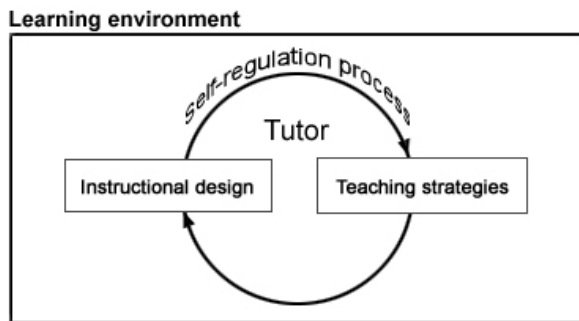 Learning environment
Self-regulation process
Tutor
Instructional design
Teaching strategies